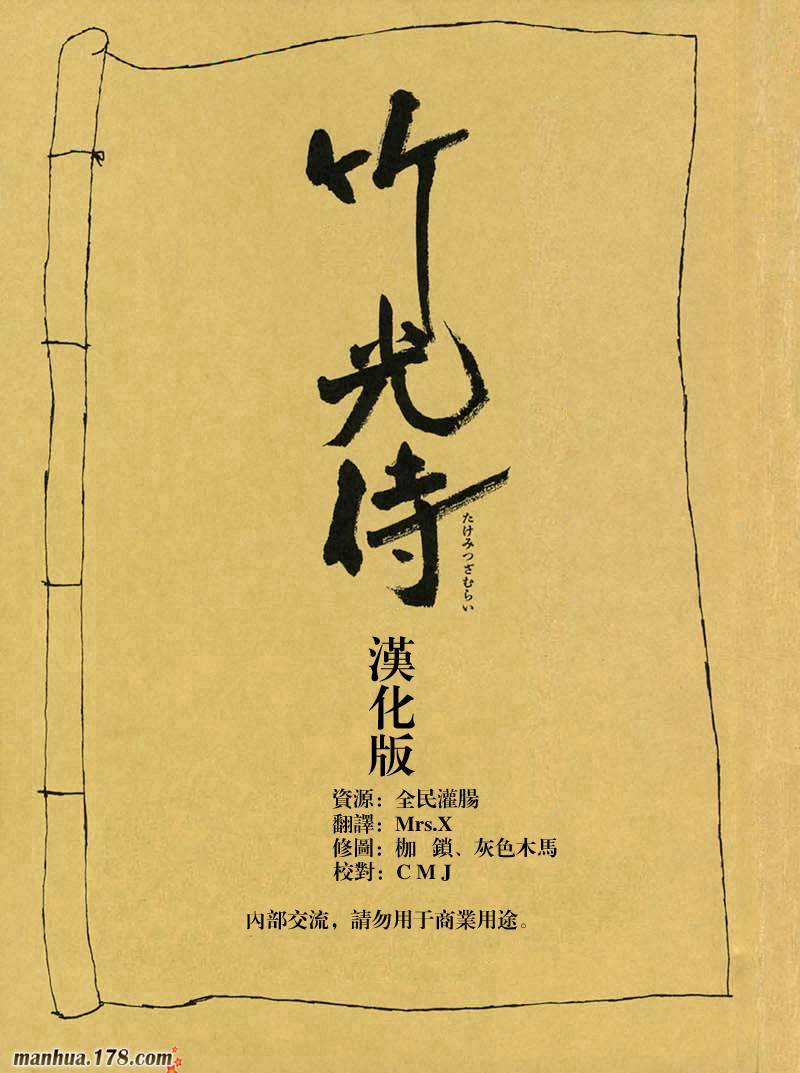 竹光侍
たけみつざむらい
漢化版
資源：全民灌腸
翻譯：Mrs.X
修圖：枷 鎖、灰色木馬
校對：C M J
內部交流，請勿用于商業用途。
manhua.178.com